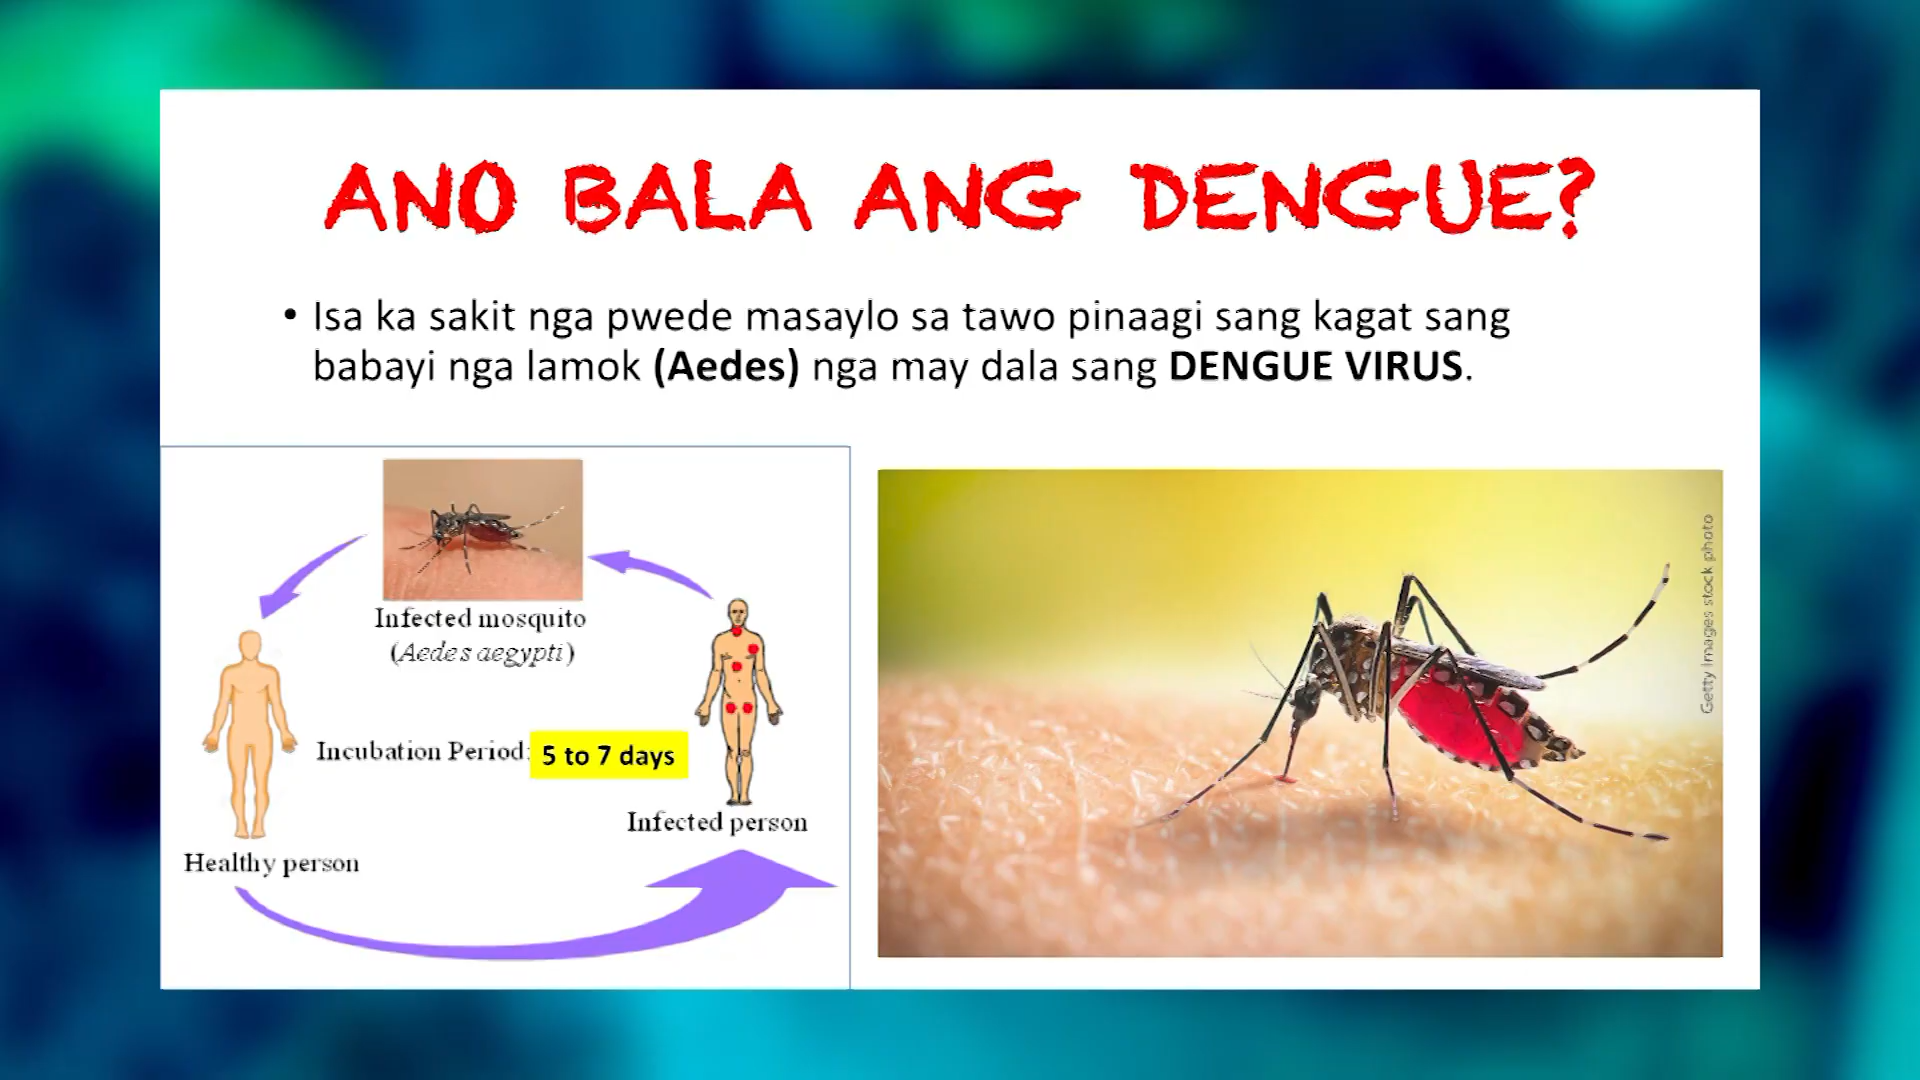 ANO BALA ANG DENGUE?
• Isa ka sakit nga pwede masaylo sa tawo pinaagi sang kagat sang
babayi nga lamok (Aedes) nga may dala sang DENGUE VIRUS.
Infected mosquito
(Aedes aegypti)
Incubation Period: 5 to 7 days
Infected person
Healthy person
Getty Images stock photo